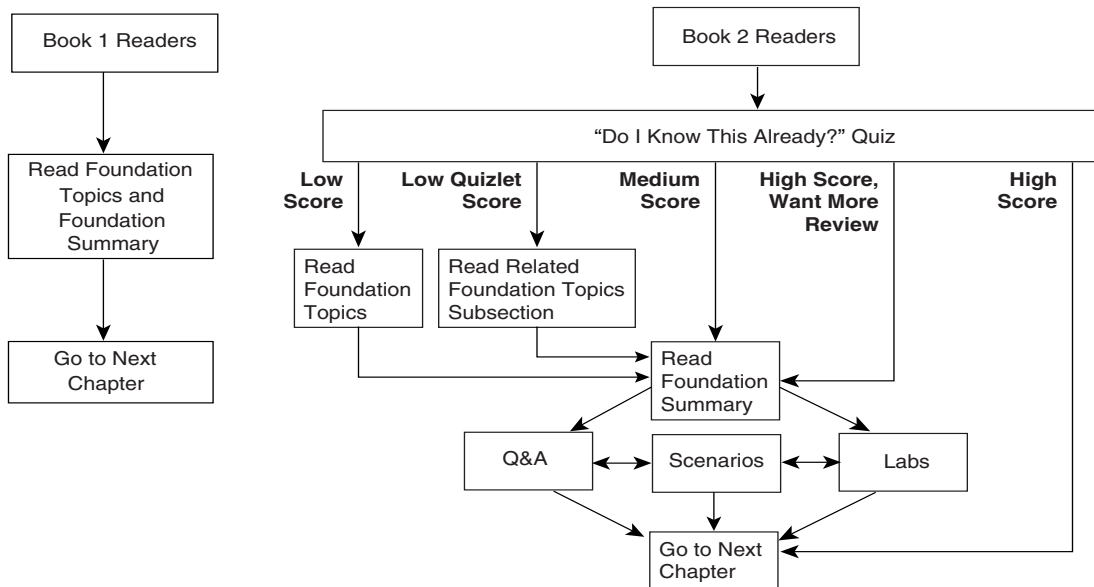 Book 1 Readers
Read Foundation
Topics and
Foundation
Summary
Go to Next
Chapter
Book 2 Readers
“Do I Know This Already?” Quiz
Low
Score
Low Quizlet
Score
Medium
Score
High Score,
Want More
Review
High
Score
Read
Foundation
Topics
Read Related
Foundation Topics
Subsection
Read
Foundation
Summary
Q&A
Scenarios
Labs
Go to Next
Chapter